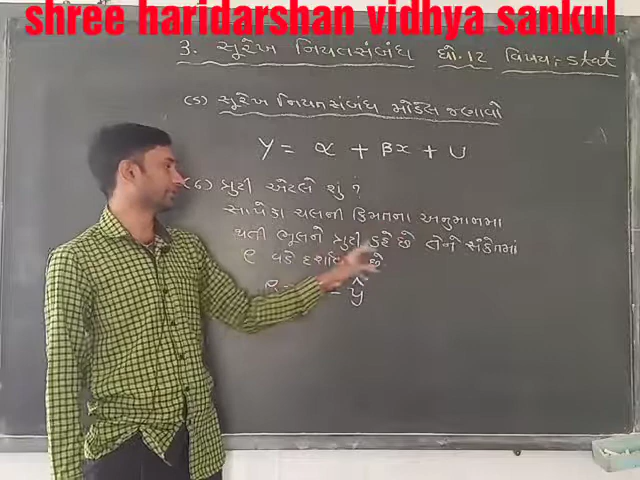 shree haridarshan vidhya sankul
3. સૂરેખ નિયતસંબંધ ધો.12 વિષય:- stat
(5) સૂરેખ નિયતસંબંધ મોડેલ જણાવો
Y = α + βx + U
(6) ત્રુટી એટલે શું ?
સાપેક્ષ ચલની કિંમતના અનુમાનમા
થતી ભૂલને ત્રુટી કહે છે તેને સંકેતમાં
e વડે છે
e = - ŷ